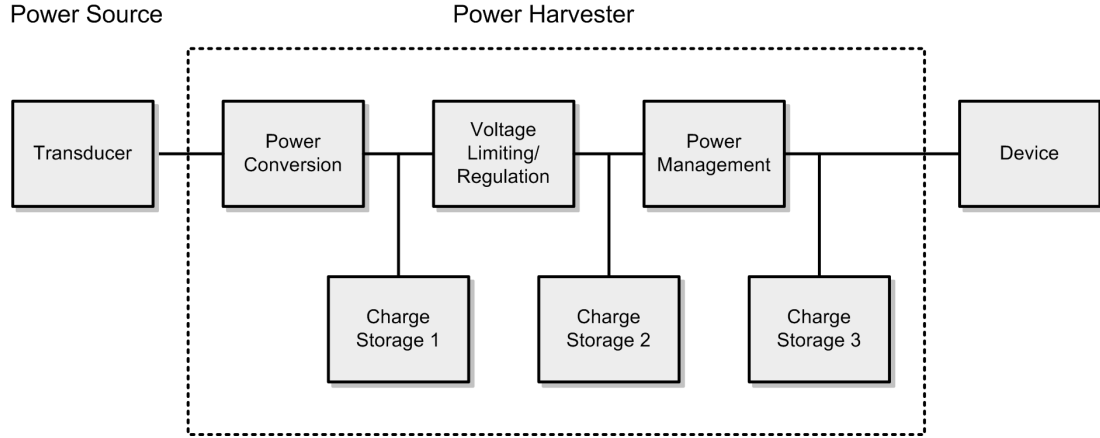 Power Source
Power Harvester
Transducer
Power
Conversion
Voltage
Limiting/
Regulation
Power
Management
Device
Charge
Storage 1
Charge
Storage 2
Charge
Storage 3